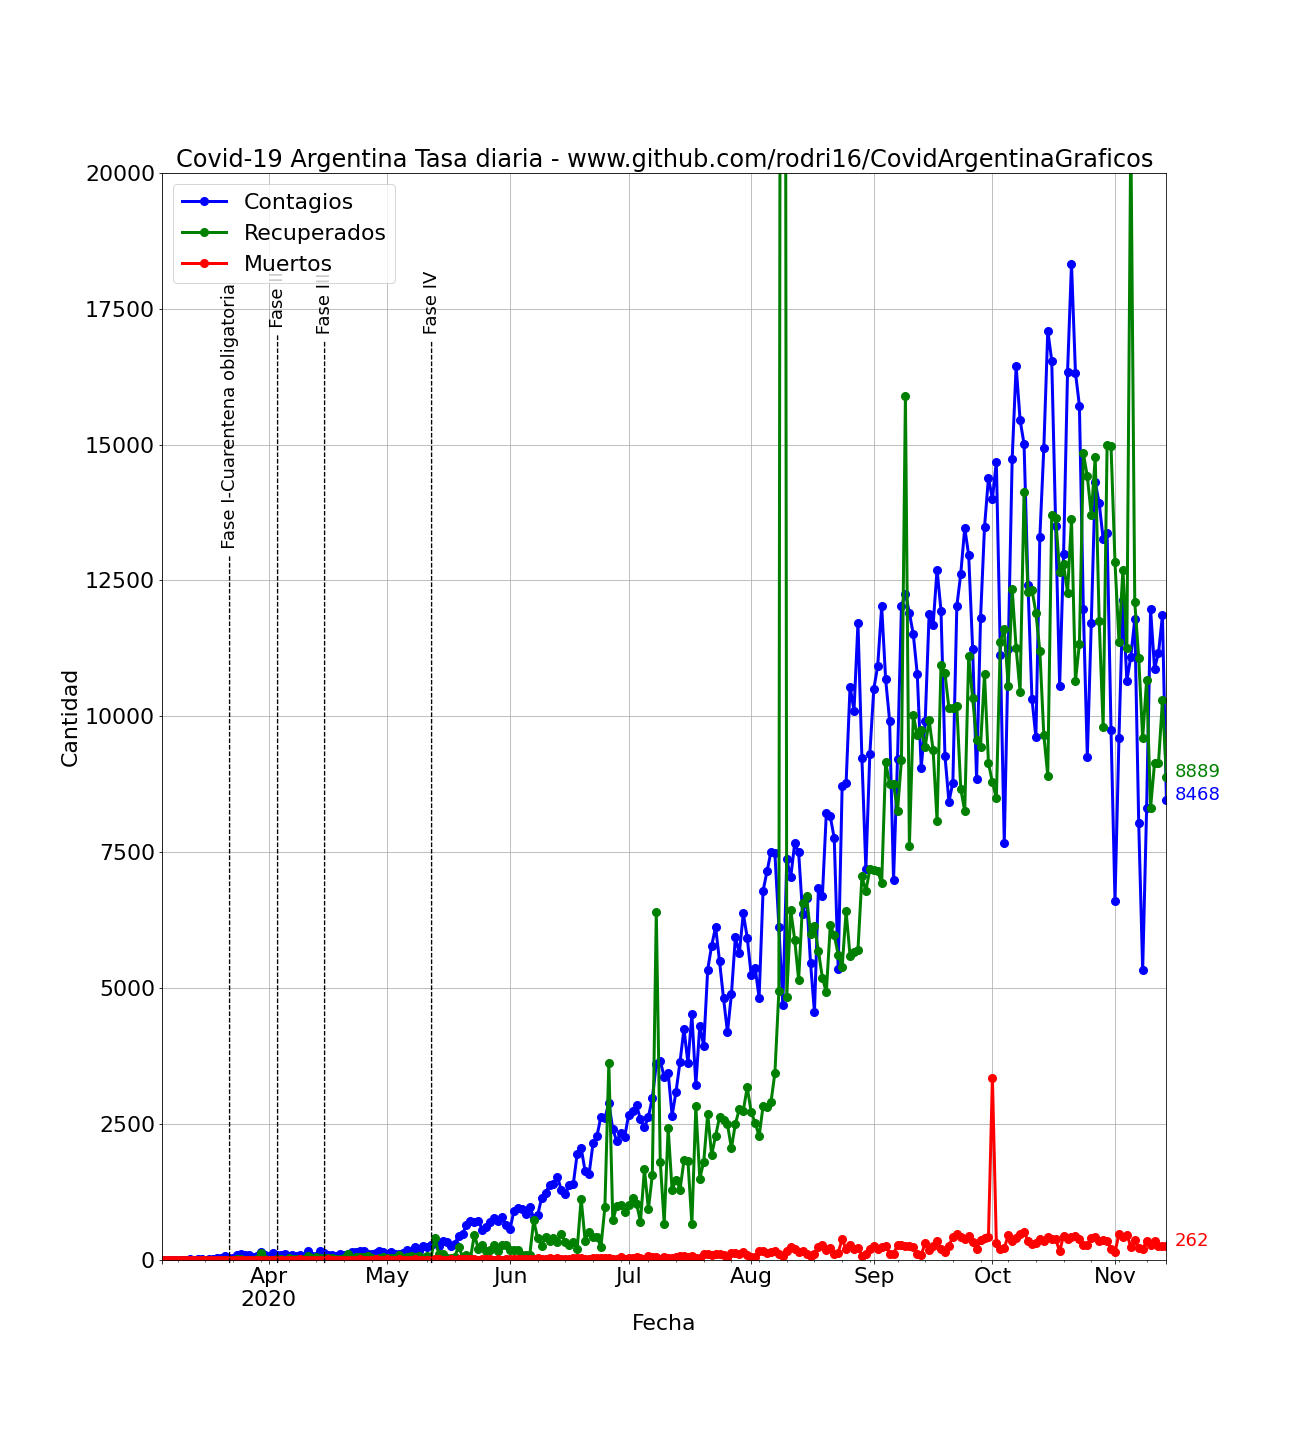 Covid-19 Argentina Tasa diaria - www.github.com/rodri16/CovidArgentinaGraficos
Contagios
Recuperados
Muertos
Fase I-Cuarentena obligatoria
Fase II
Fase III
Fase IV
20000
17500
15000
12500
10000
7500
5000
2500
0
Cantidad
8889
8468
262
Apr
2020
May
Jun
Jul
Aug
Sep
Oct
Nov
Fecha